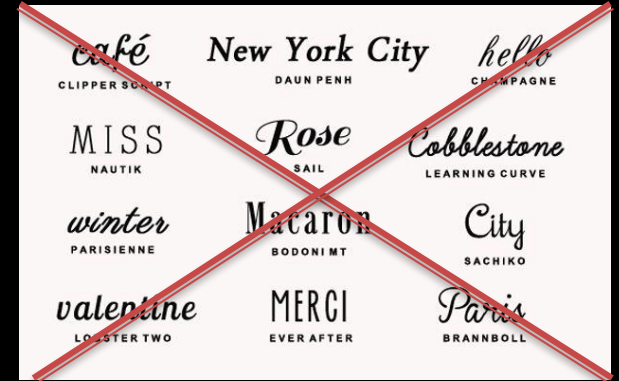 café New York City hello
CLIPPER SCRIPT DAUN PENH CHAMPAGNE
MISS Rose Cobblestone
NAUTIK SAIL LEARNING CURVE
winter Macaron City
PARISIENNE BODONI MT SACHIKO
valentine MERCI Paris
LOBSTER TWO EVER AFTER BRANNBOLL